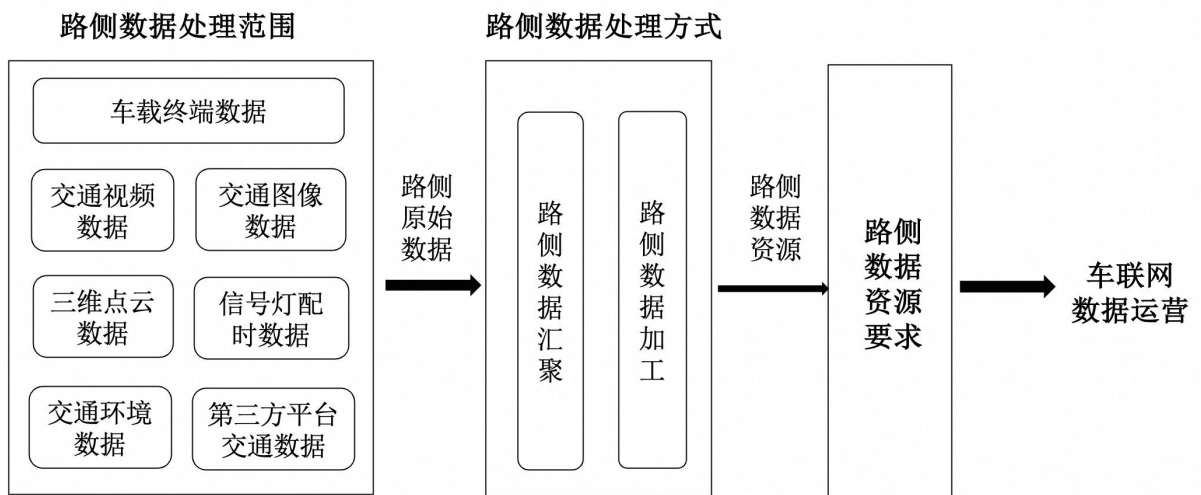 路侧数据处理范围
车载终端数据
交通视频
数据
交通图像
数据
三维点云
数据
信号灯配
时数据
交通环境
数据
第三方平台
交通数据
路侧
原始
数据
路侧数据处理方式
路侧数据汇聚
路侧数据加工
路侧
数据
资源
路侧
数据
资源
要求
车联网
数据运营